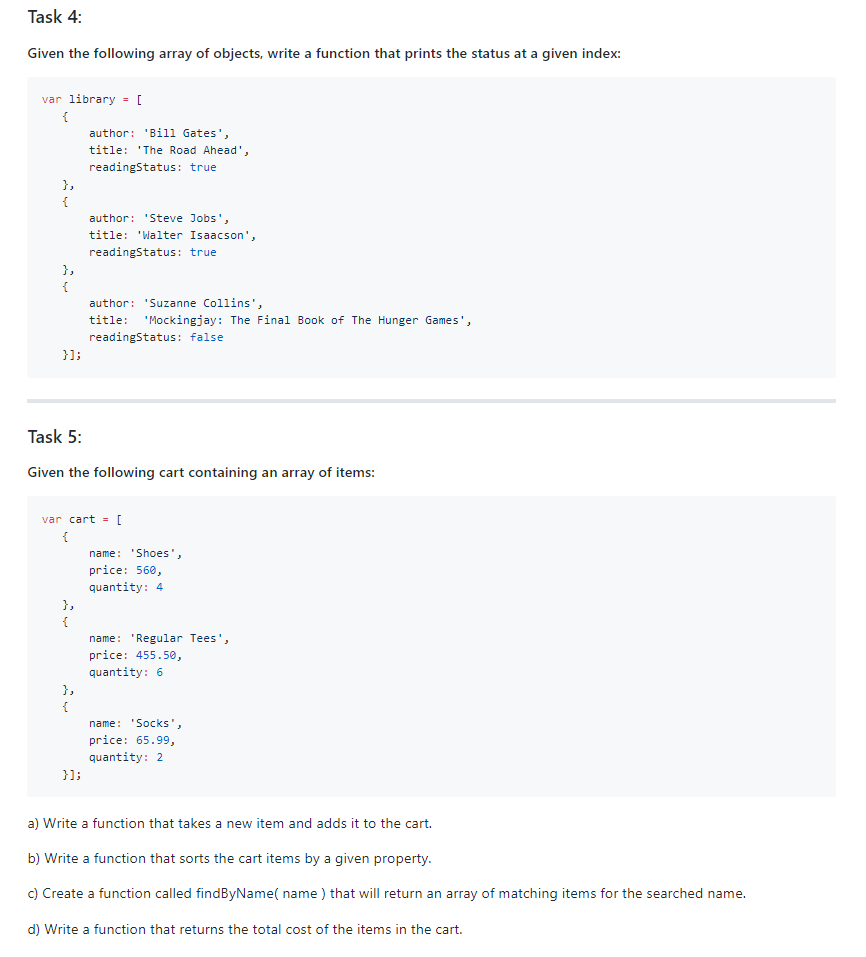 Task 4:
Given the following array of objects, write a function that prints the status at a given index:
var library = [
{
author: 'Bill Gates',
title: 'The Road Ahead',
readingStatus: true
},
{
author: 'Steve Jobs',
title: 'Walter Isaacson',
readingStatus: true
},
{
author: 'Suzanne Collins',
title:  'Mockingjay: The Final Book of The Hunger Games',
readingStatus: false
}];
Task 5:
Given the following cart containing an array of items:
var cart = [
{
name: 'Shoes',
price: 560,
quantity: 4
},
{
name: 'Regular Tees',
price: 455.50,
quantity: 6
},
{
name: 'Socks',
price: 65.99,
quantity: 2
}];
a) Write a function that takes a new item and adds it to the cart.
b) Write a function that sorts the cart items by a given property.
c) Create a function called findByName( name ) that will return an array of matching items for the searched name.
d) Write a function that returns the total cost of the items in the cart.